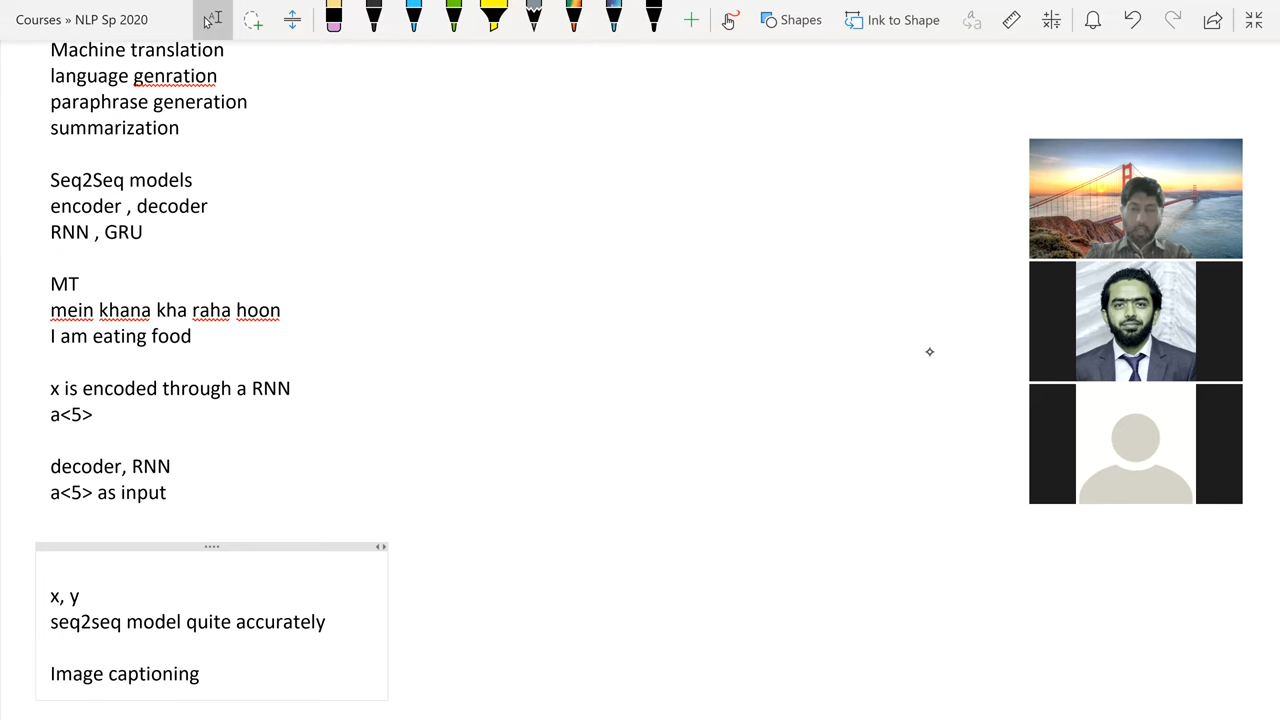 Courses » NLP Sp 2020
Shapes
Ink to Shape
Machine translation
language genration
paraphrase generation
summarization
Seq2Seq models
encoder , decoder
RNN , GRU
MT
mein khana kha raha hoon
I am eating food
x is encoded through a RNN
a<5>
decoder, RNN
a<5> as input
x, y
seq2seq model quite accurately
Image captioning